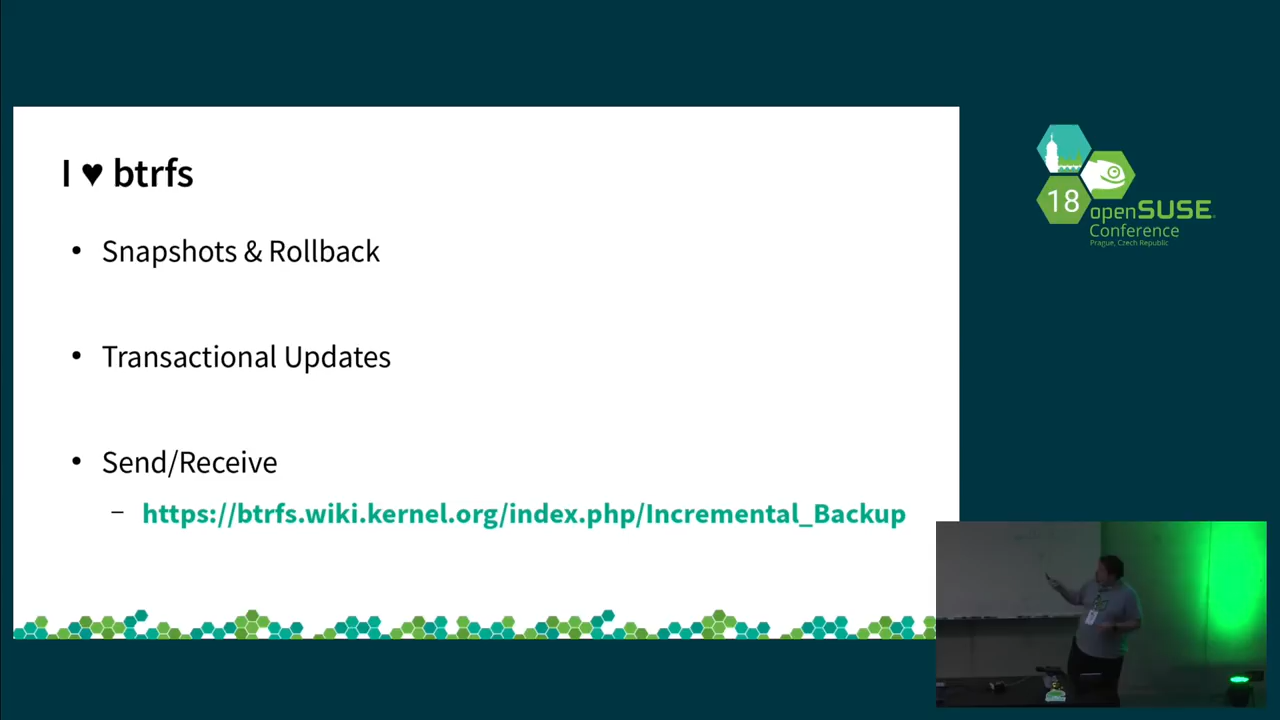 I ♥ btrfs
• Snapshots & Rollback
• Transactional Updates
• Send/Receive
– https://btrfs.wiki.kernel.org/index.php/Incremental_Backup
18
openSUSE
Conference
Prague, Czech Republic